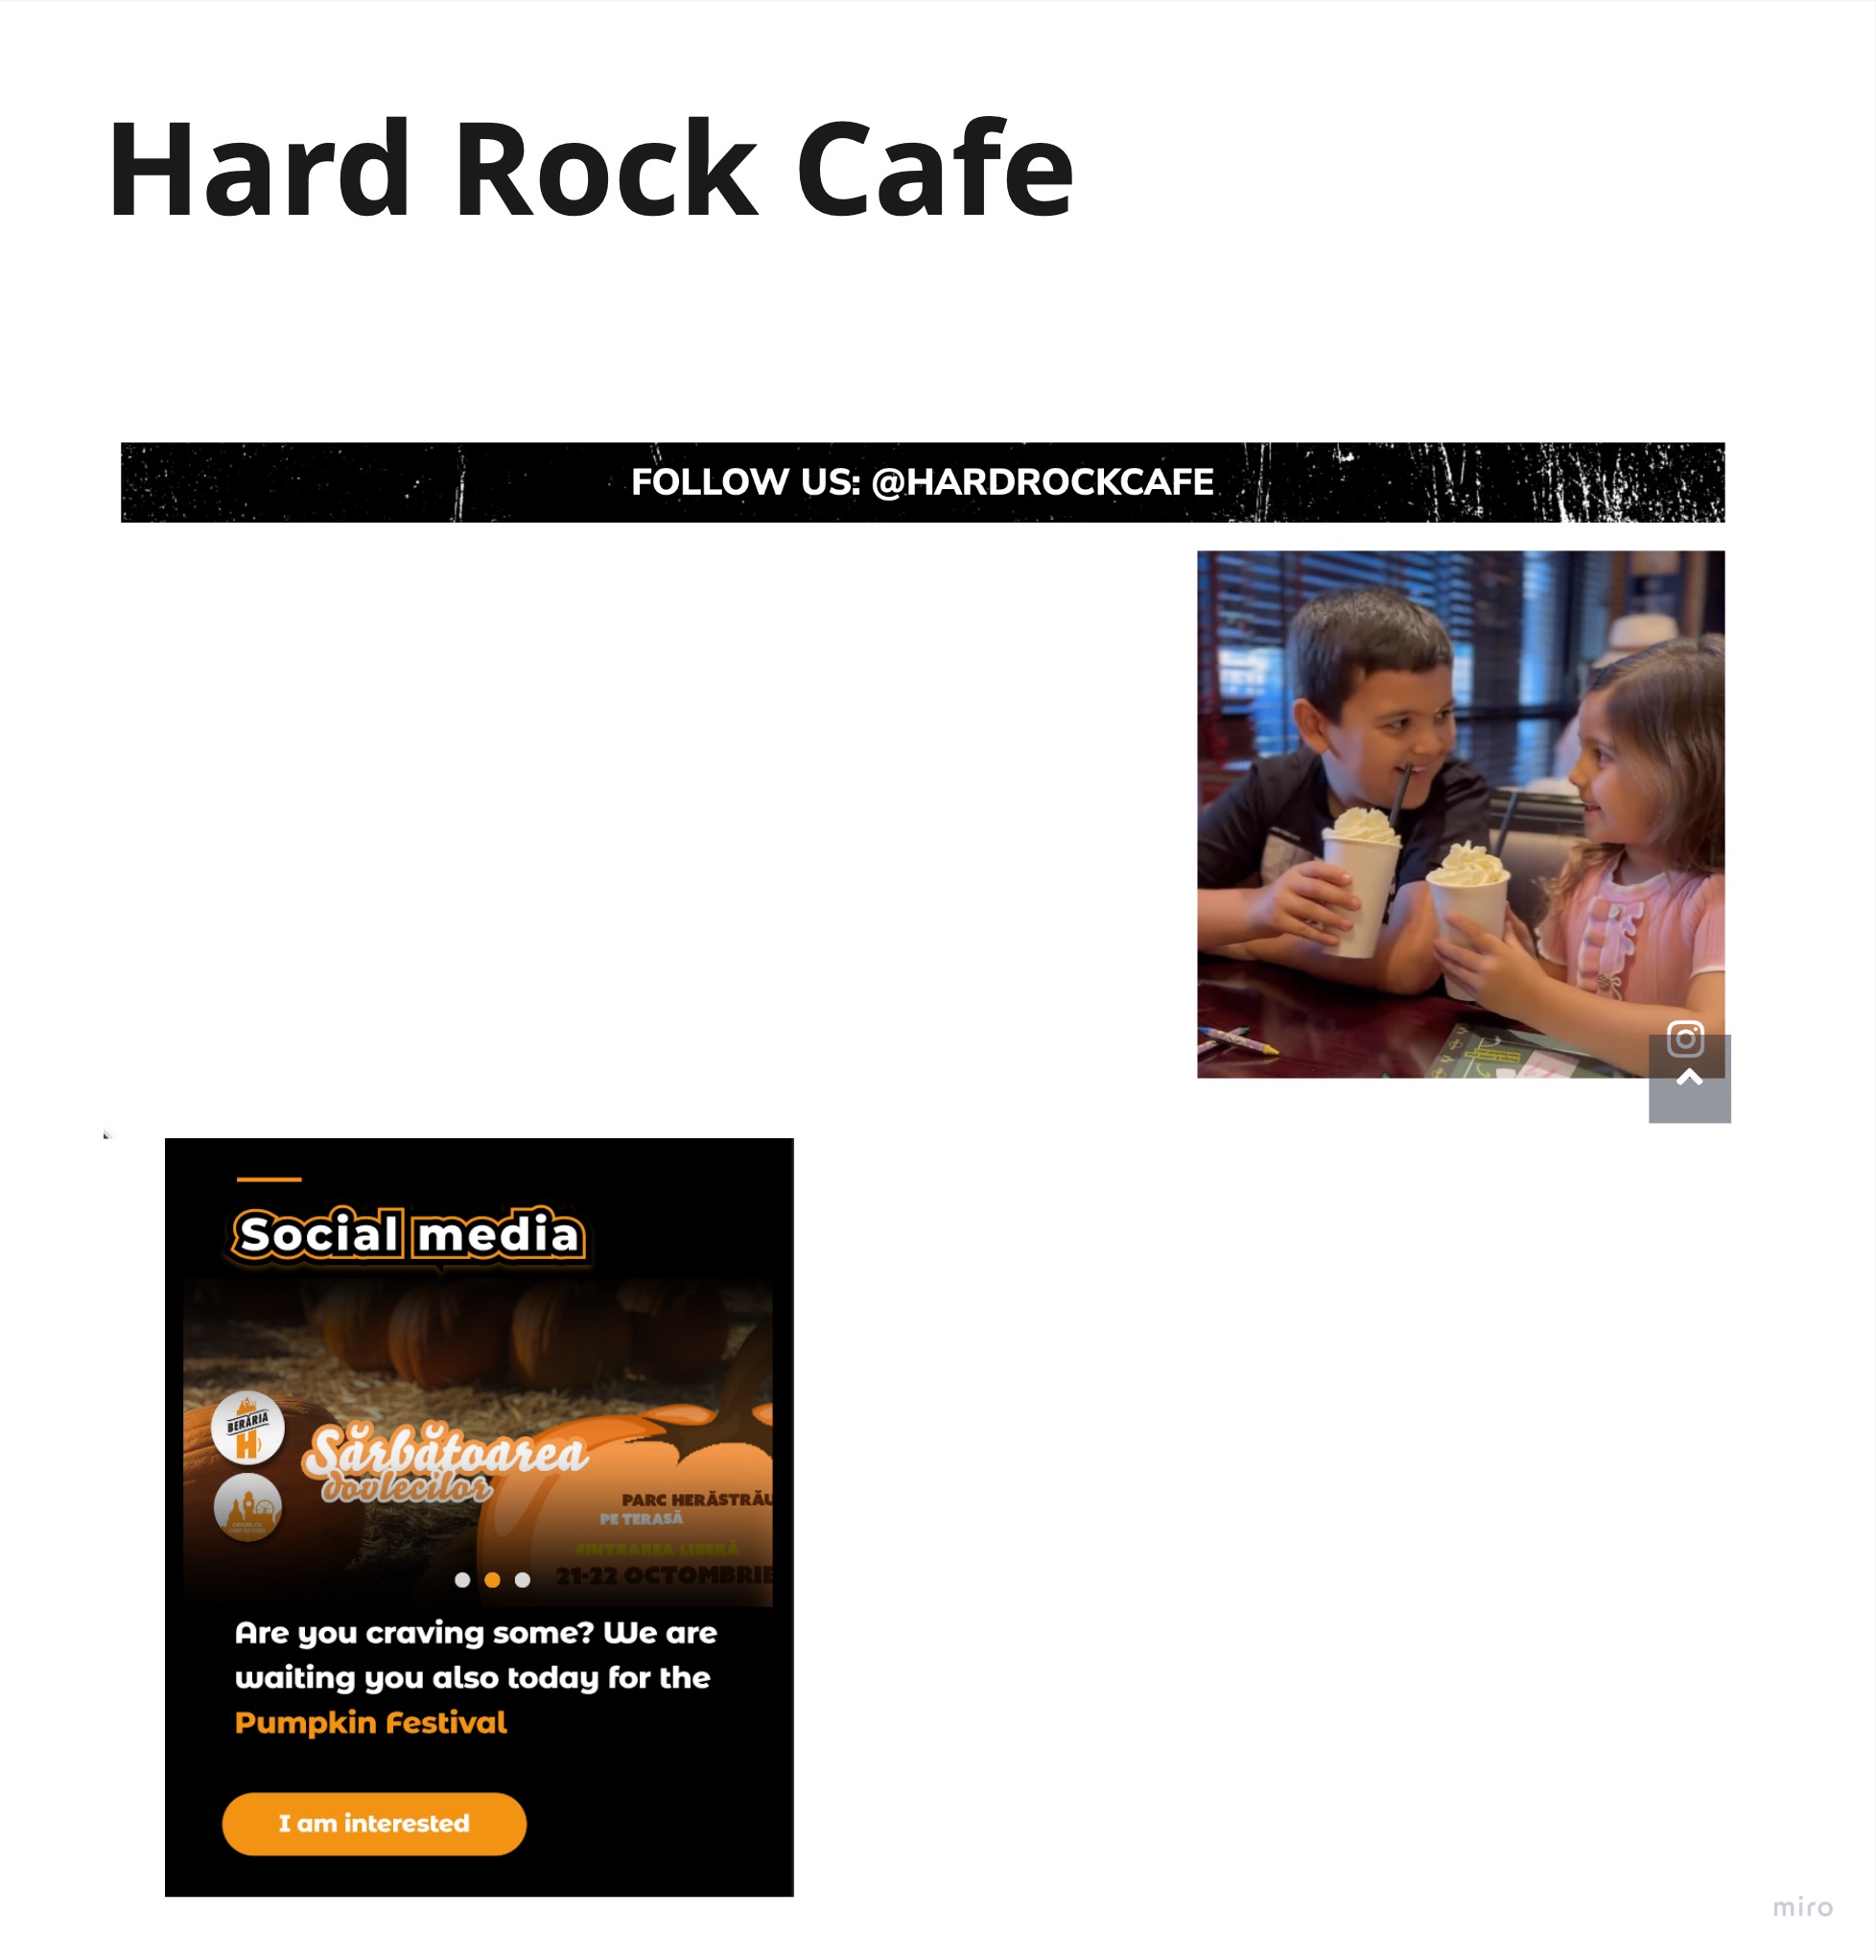 Hard Rock Cafe
FOLLOW US: @HARDROCKCAFE
Social media
BERĂRIA
H
Sărbătoarea
dovlecilor
PARC HERĂSTRĂU
PE TERASĂ
#INTRAREA LIBERĂ
21-22 OCTOMBRIE
Are you craving some? We are
waiting you also today for the
Pumpkin Festival
I am interested
miro